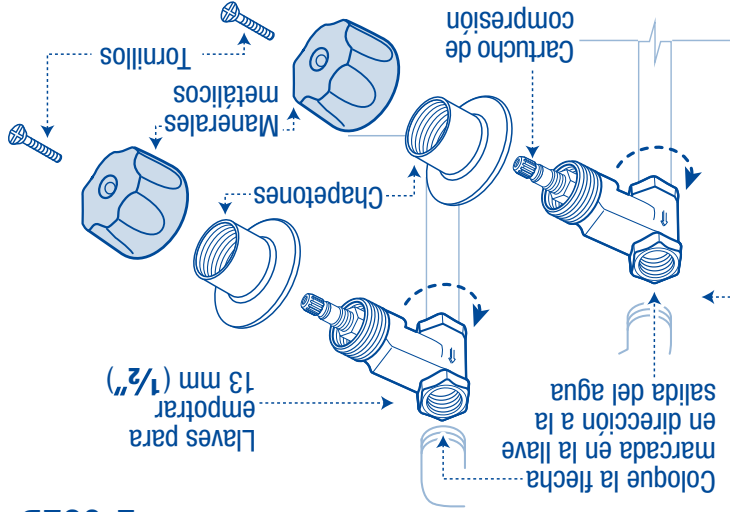 Coloque la flecha
marcada en la llave
en dirección a la
salida del agua
Llaves para
empotrar
13 mm (1/2")
Chapetones
Manerales
metálicos
Cartucho de
compresión
Tornillos